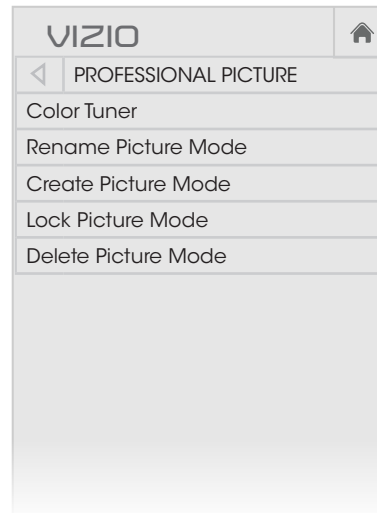 VIZIO
PROFESSIONAL PICTURE
Color Tuner
Rename Picture Mode
Create Picture Mode
Lock Picture Mode
Delete Picture Mode